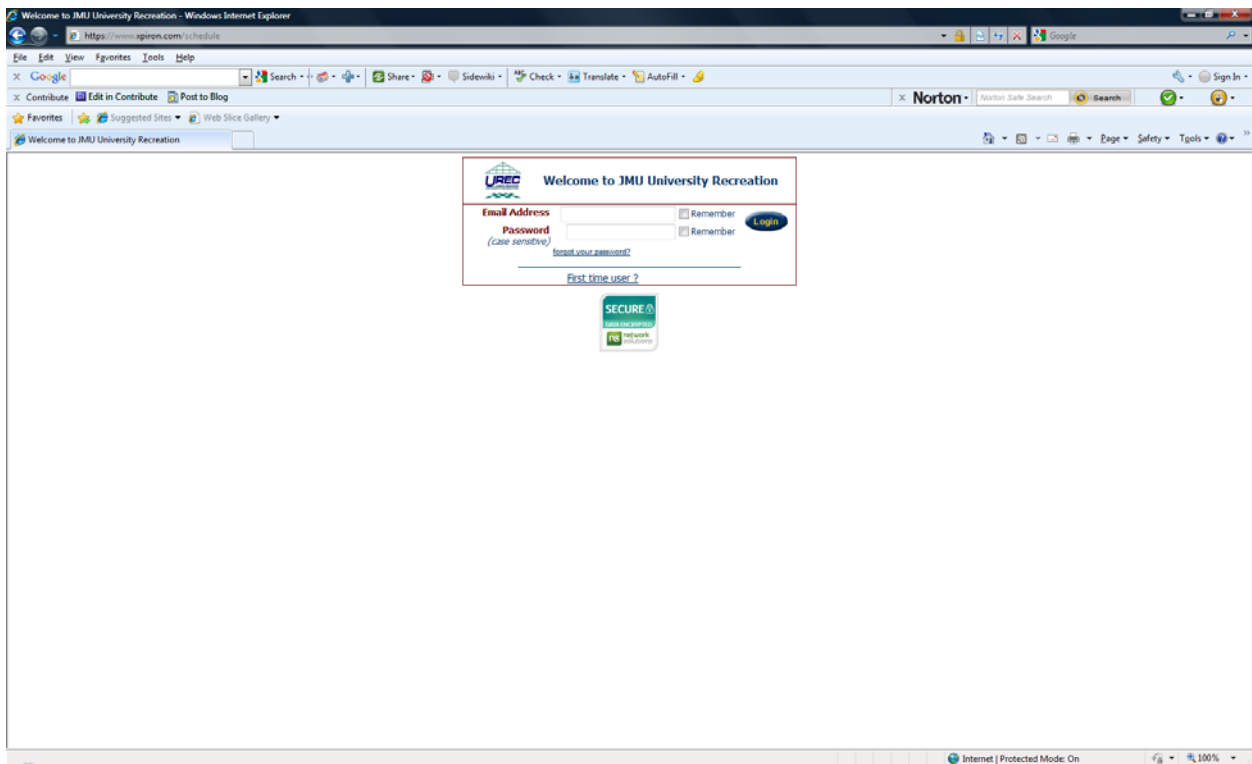 Welcome to JMU University Recreation - Windows Internet Explorer
https://www.xpiron.com/schedule
Google
File Edit View Favorites Tools Help
x Google Search Share Sidewiki Check Translate AutoFill Sign In
x Contribute Edit in Contribute Post to Blog x Norton Norton Safe Search Search
Favorites Suggested Sites Web Slice Gallery
Welcome to JMU University Recreation Page Safety Tools
UREC Welcome to JMU University Recreation
Email Address Remember Login
Password Remember
(case sensitive)
forgot your password?
First time user ?
SECURE
DATA ENCRYPTED
ns network
solutions
Internet | Protected Mode: On 100%